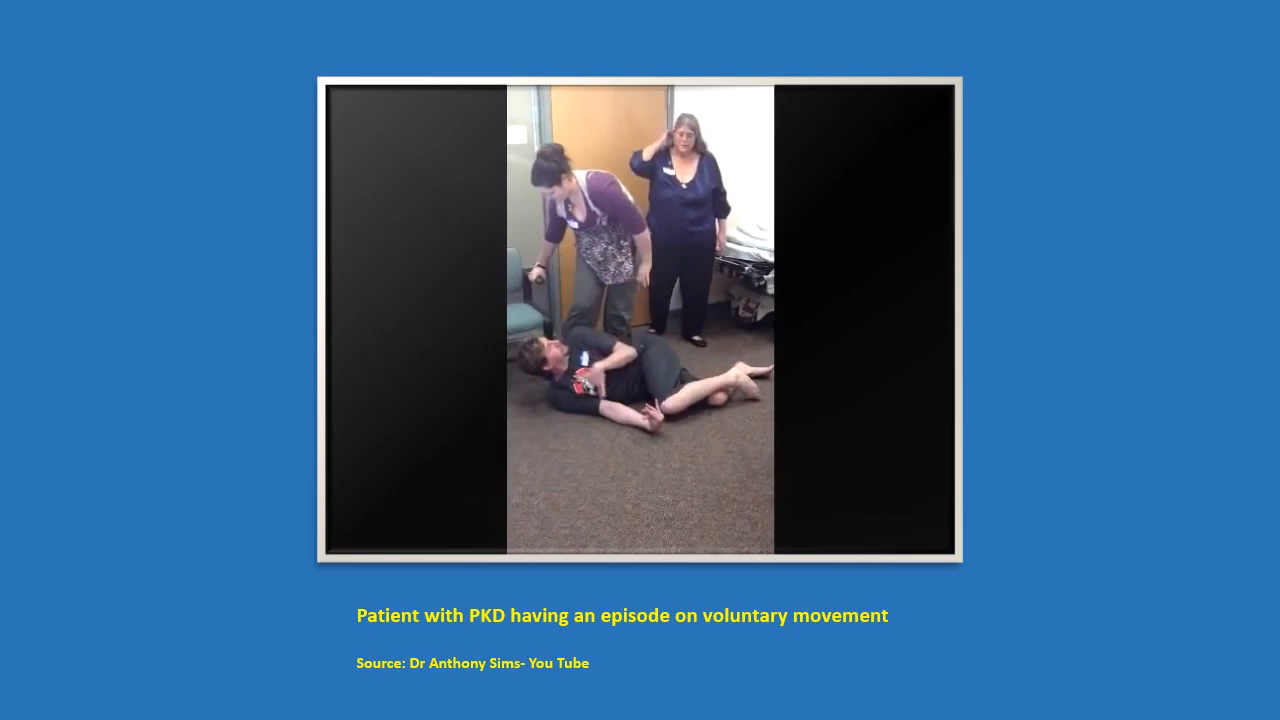 Patient with PKD having an episode on voluntary movement
Source: Dr Anthony Sims- You Tube